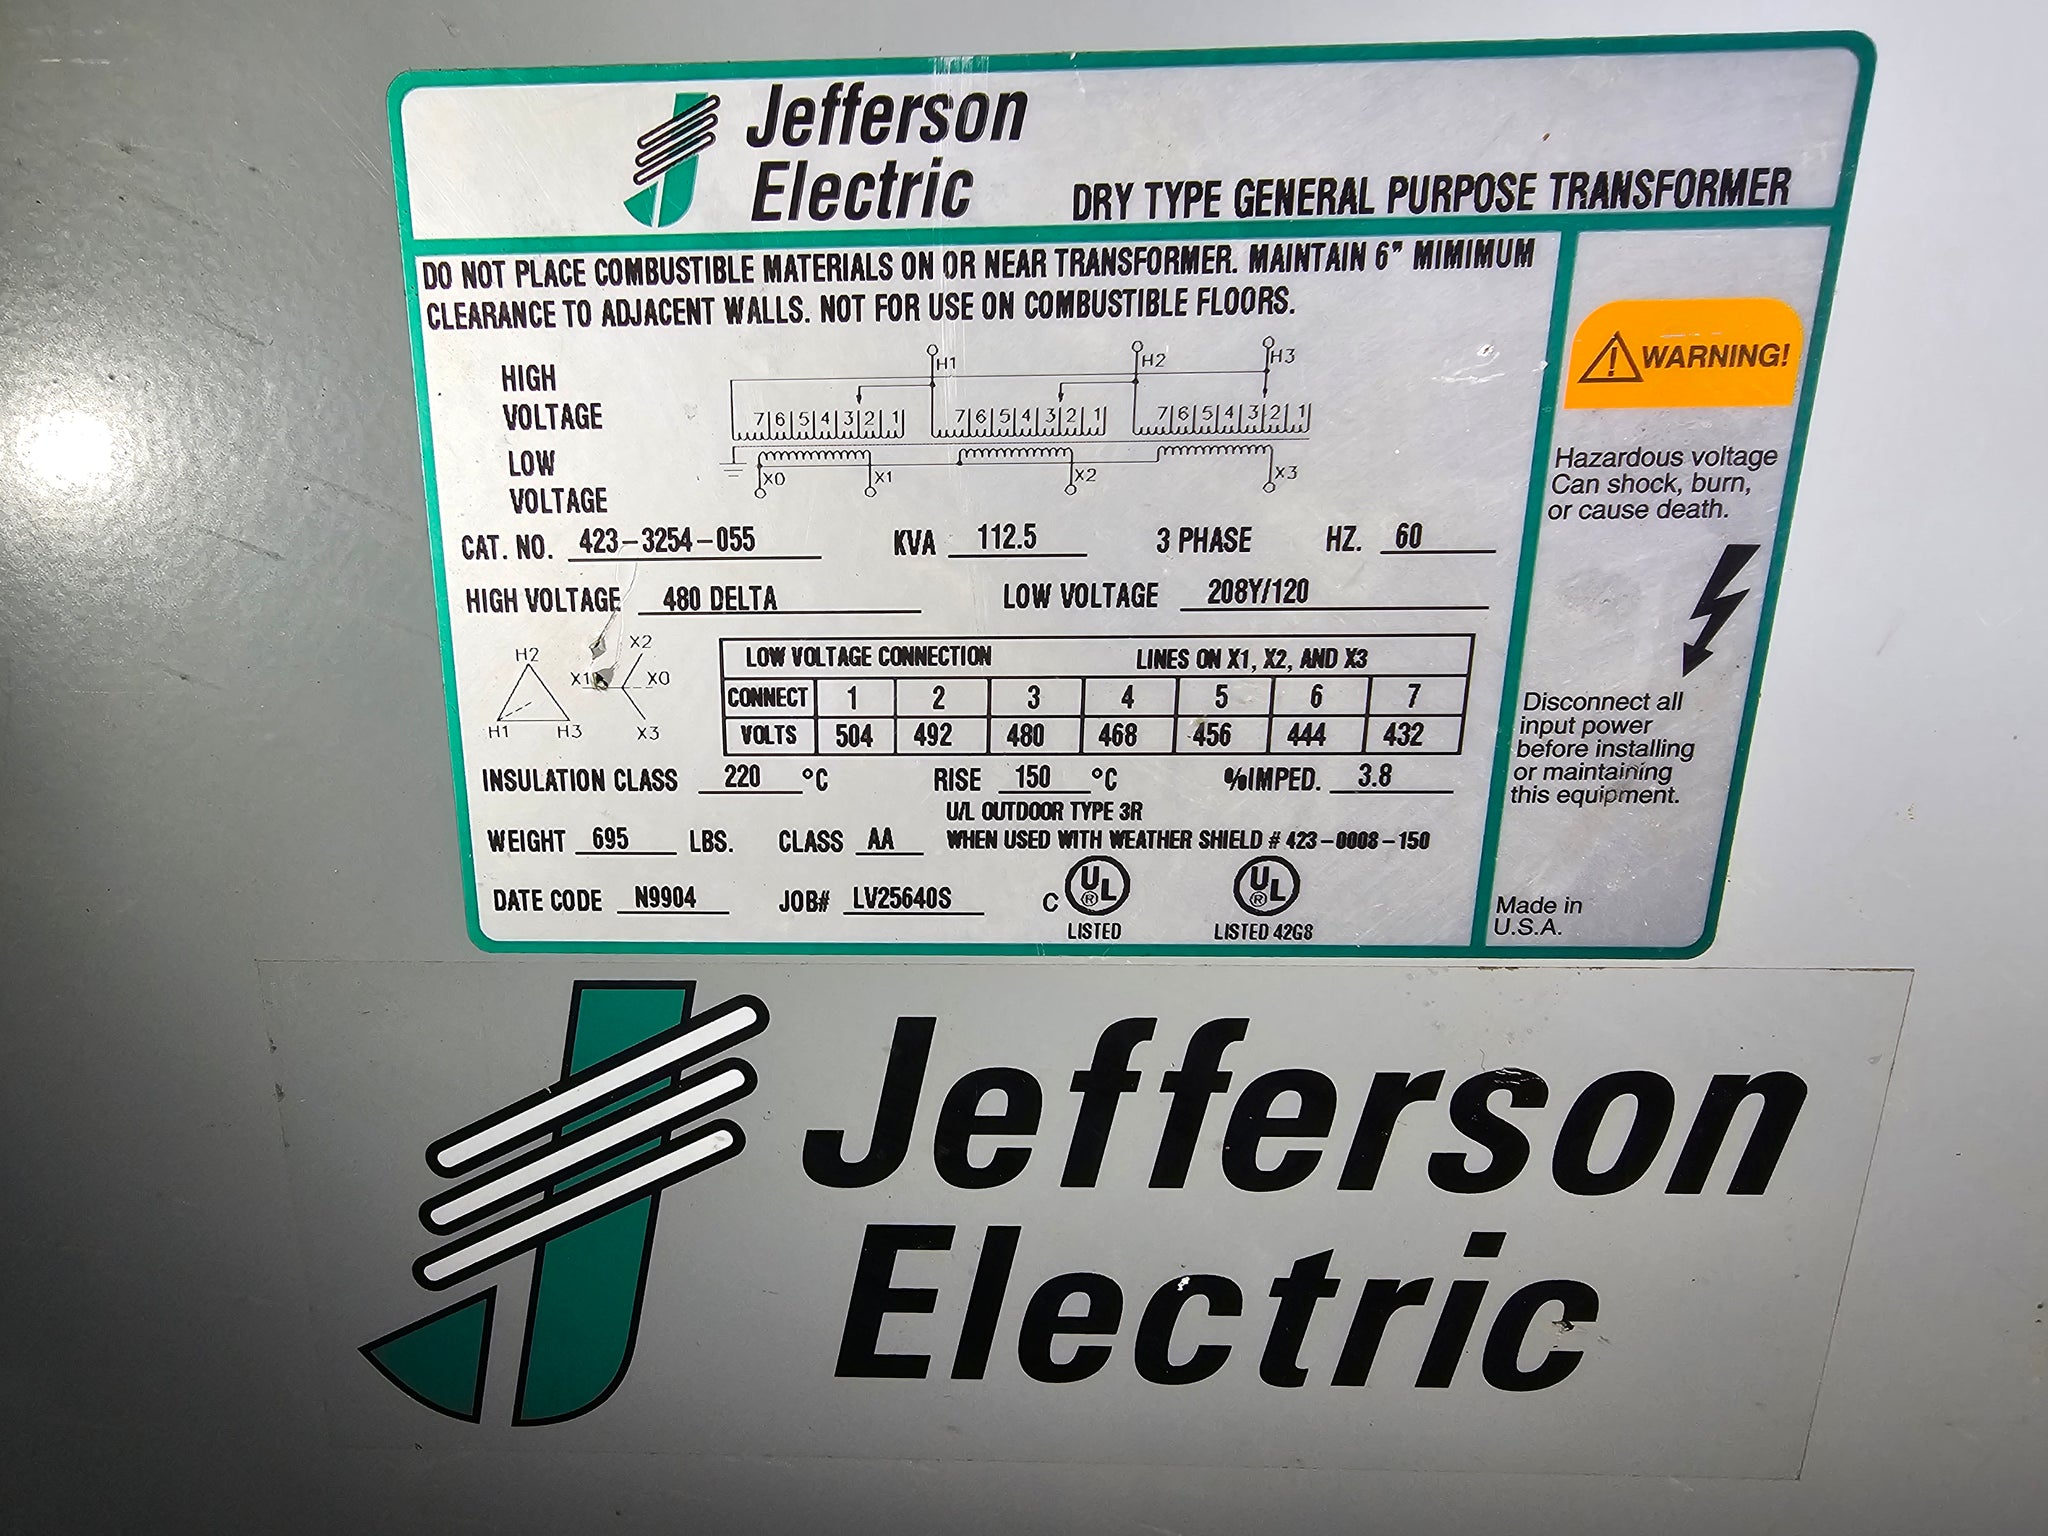 Jefferson
Electric
DRY TYPE GENERAL PURPOSE TRANSFORMER
DO NOT PLACE COMBUSTIBLE MATERIALS ON OR NEAR TRANSFORMER. MAINTAIN 6" MIMIMUM
CLEARANCE TO ADJACENT WALLS. NOT FOR USE ON COMBUSTIBLE FLOORS.
HIGH
VOLTAGE
H1 H2 H3
7 6 5 4 3 2 1 7 6 5 4 3 2 1 7 6 5 4 3 2 1
LOW
VOLTAGE
X0 X1 X2 X3
CAT. NO. 423-3254-055 KVA 112.5 3 PHASE HZ. 60
HIGH VOLTAGE 480 DELTA LOW VOLTAGE 208Y/120
H2 H1 H3
X2 X1 X0 X3
LOW VOLTAGE CONNECTION LINES ON X1, X2, AND X3
CONNECT 1 2 3 4 5 6 7
VOLTS 504 492 480 468 456 444 432
INSULATION CLASS 220 °C RISE 150 °C %IMPED. 3.8
U/L OUTDOOR TYPE 3R
WEIGHT 695 LBS. CLASS AA WHEN USED WITH WEATHER SHIELD # 423-0008-150
DATE CODE N9904 JOB# LV25640S
C UL ® LISTED
UL ® LISTED 42G8
WARNING!
Hazardous voltage
Can shock, burn,
or cause death.
Disconnect all
input power
before installing
or maintaining
this equipment.
Made in
U.S.A.
Jefferson
Electric